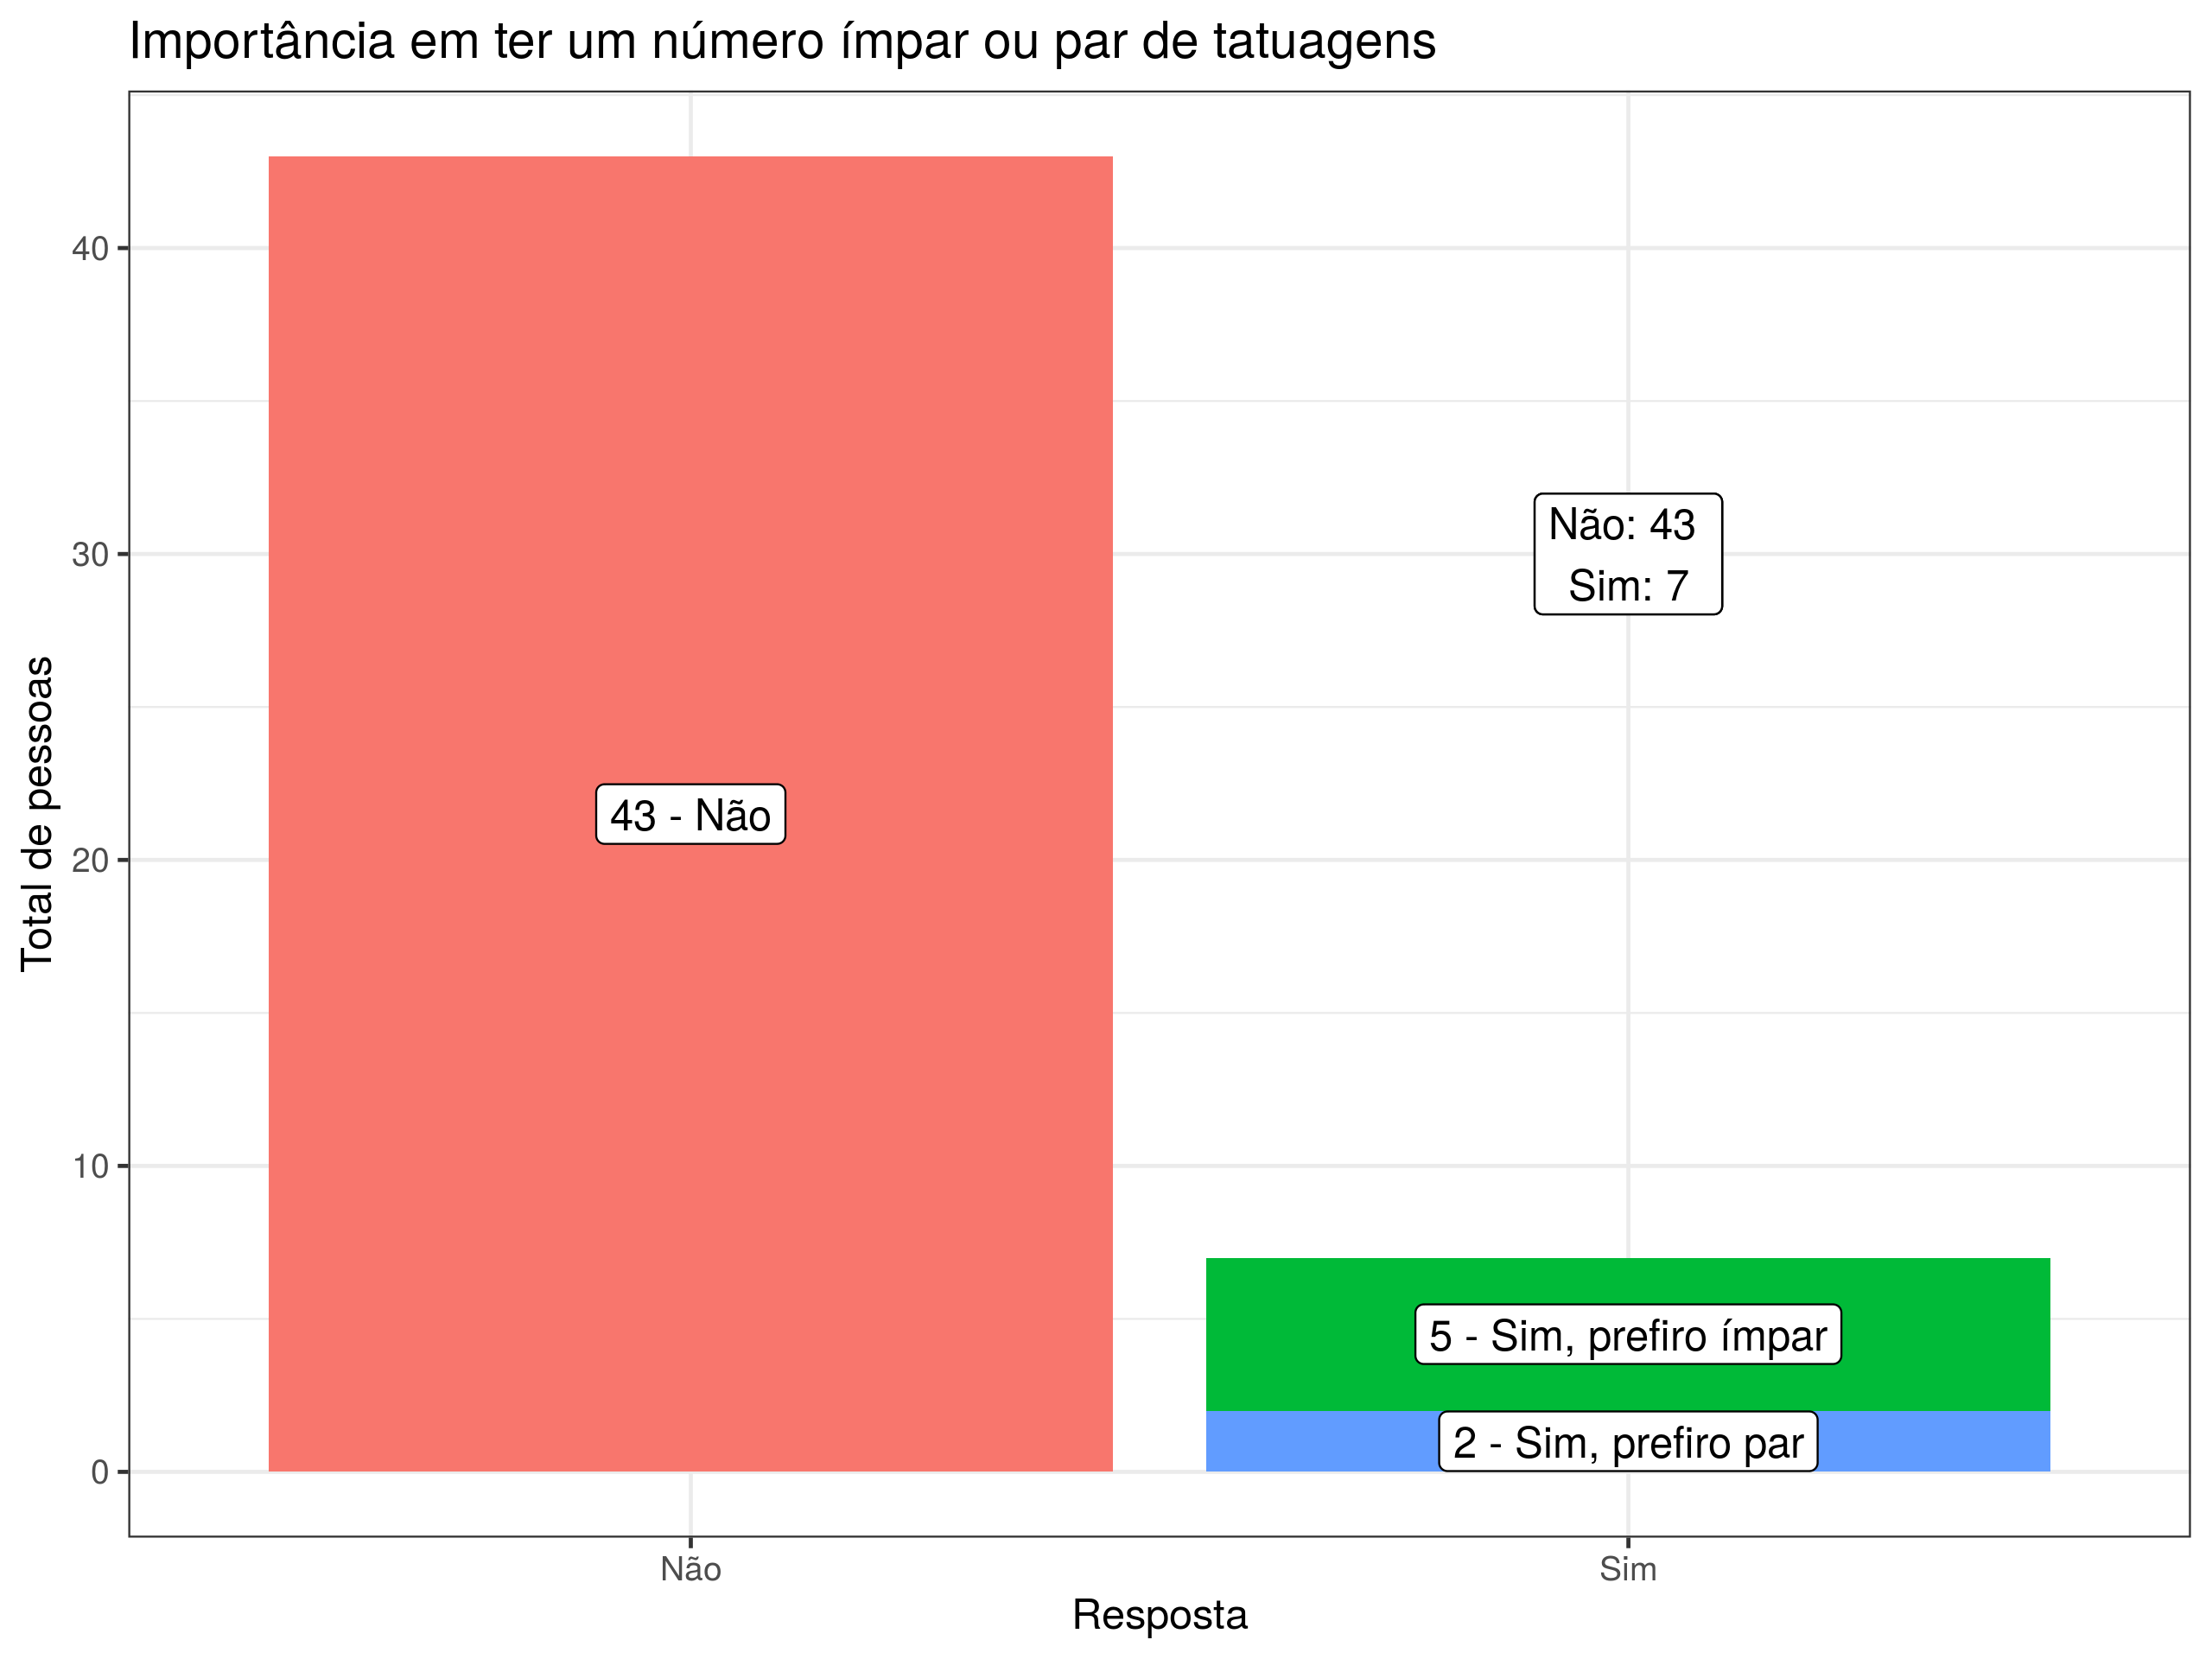 Importância em ter um número ímpar ou par de tatuagens
Total de pessoas
40
30
20
10
0
43 - Não
Não: 43
Sim: 7
5 - Sim, prefiro ímpar
2 - Sim, prefiro par
Não
Sim
Resposta